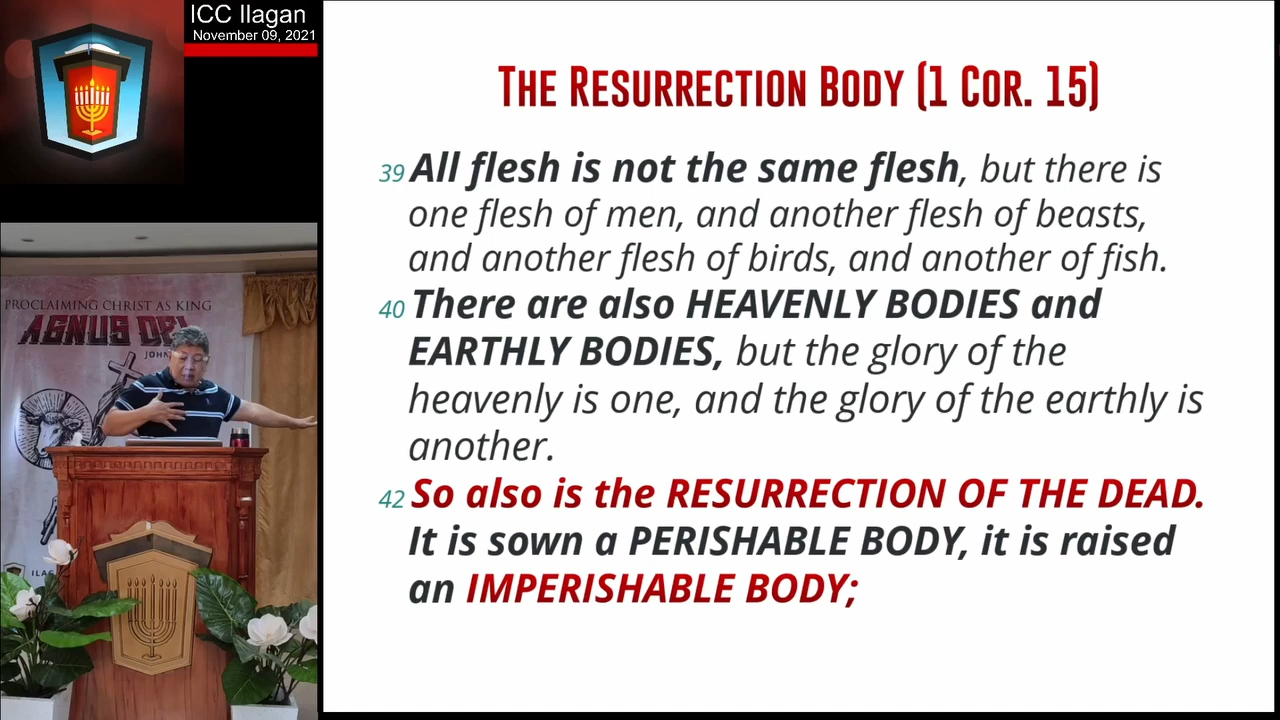 ICC Ilagan
November 09, 2021
THE RESURRECTION BODY (1 COR. 15)
39 All flesh is not the same flesh, but there is
one flesh of men, and another flesh of beasts,
and another flesh of birds, and another of fish.
40 There are also HEAVENLY BODIES and
EARTHLY BODIES, but the glory of the
heavenly is one, and the glory of the earthly is
another.
42 So also is the RESURRECTION OF THE DEAD.
It is sown a PERISHABLE BODY, it is raised
an IMPERISHABLE BODY;
PROCLAIMING CHRIST AS KING
AGNUS DEI
JOHN